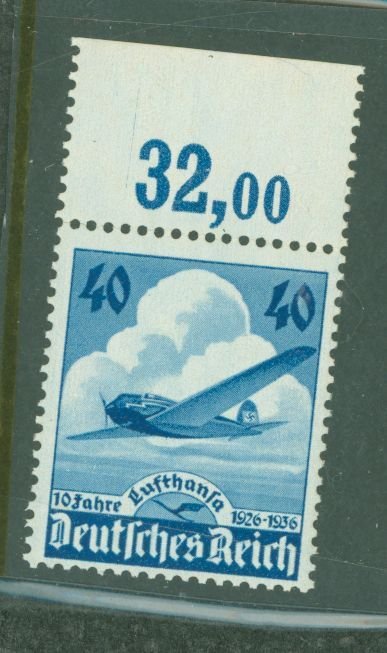 32,00
40 40
10 Jahre Lufthansa 1926-1936
Deutsches Reich